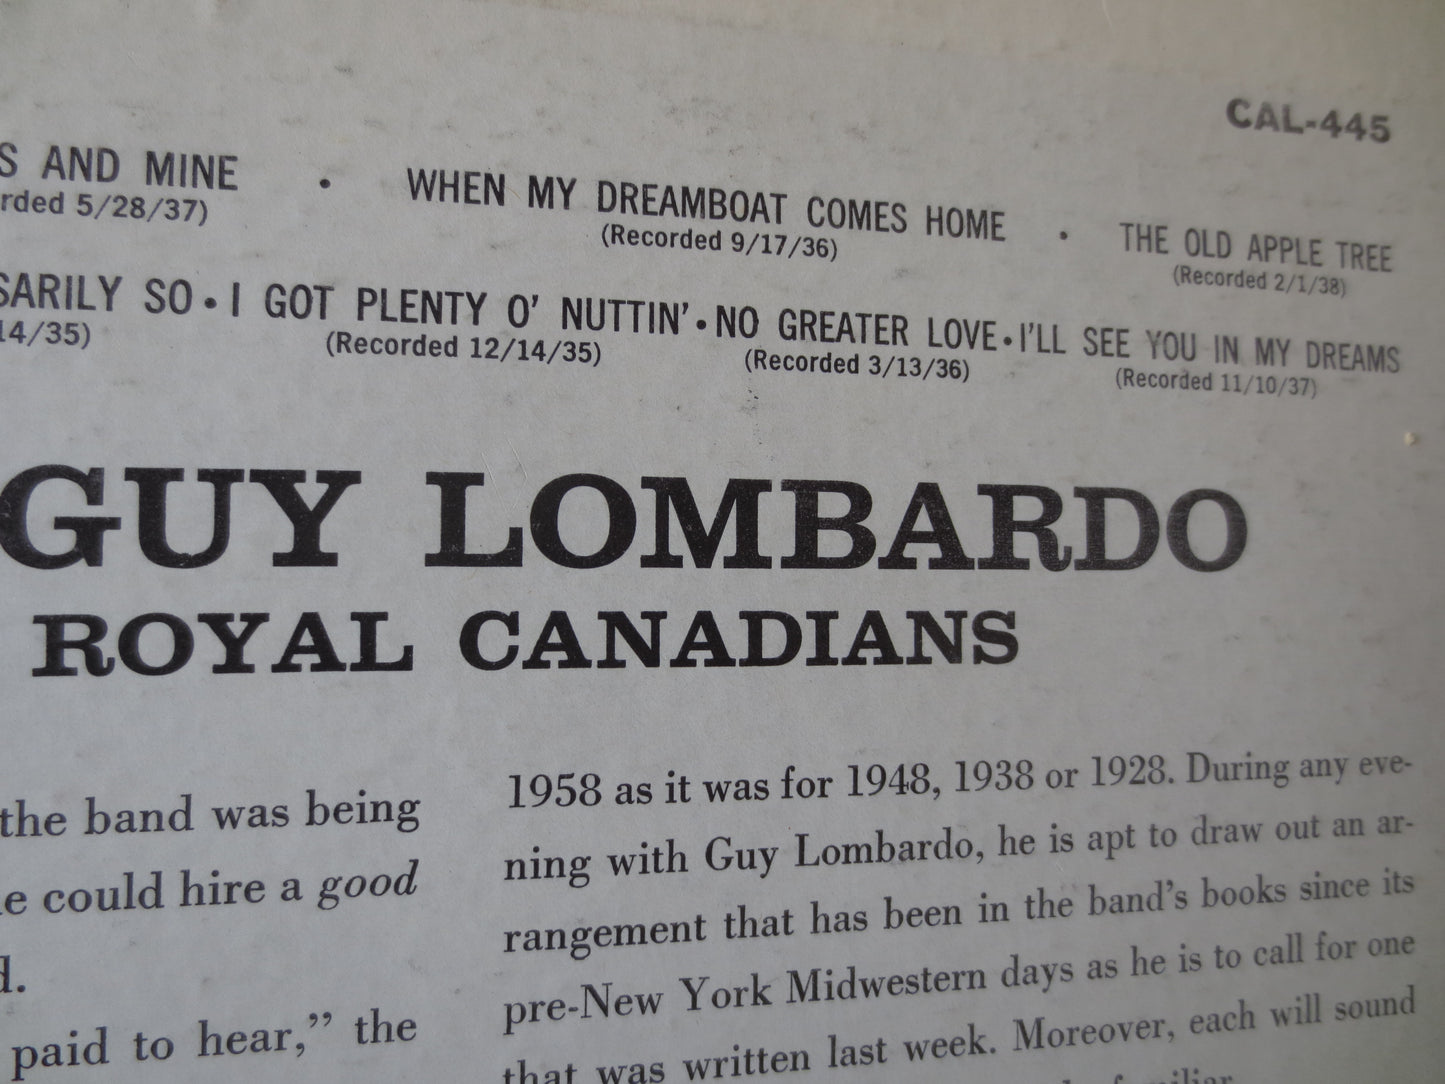 CAL-445
S AND MINE • WHEN MY DREAMBOAT COMES HOME • THE OLD APPLE TREE
rded 5/28/37) (Recorded 9/17/36) (Recorded 2/1/38)
SARILY SO • I GOT PLENTY O' NUTTIN' • NO GREATER LOVE • I'LL SEE YOU IN MY DREAMS
14/35) (Recorded 12/14/35) (Recorded 3/13/36) (Recorded 11/10/37)
GUY LOMBARDO
ROYAL CANADIANS
the band was being
e could hire a good
d.
paid to hear,” the
1958 as it was for 1948, 1938 or 1928. During any eve-
ning with Guy Lombardo, he is apt to draw out an ar-
rangement that has been in the band’s books since its
pre-New York Midwestern days as he is to call for one
that was written last week. Moreover, each will sound
familiar